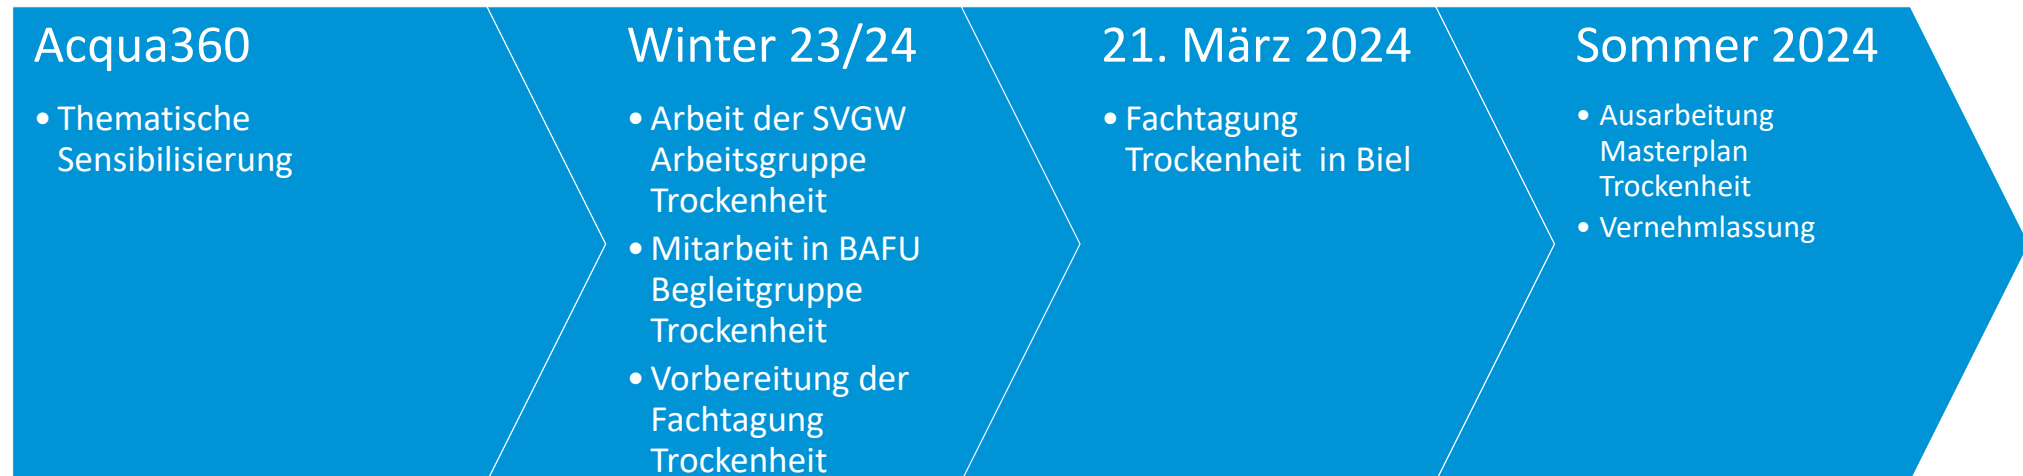 Acqua360
• Thematische
Sensibilisierung
Winter 23/24
• Arbeit der SVGW
Arbeitsgruppe
Trockenheit
• Mitarbeit in BAFU
Begleitgruppe
Trockenheit
• Vorbereitung der
Fachtagung
Trockenheit
21. März 2024
• Fachtagung
Trockenheit in Biel
Sommer 2024
• Ausarbeitung
Masterplan
Trockenheit
• Vernehmlassung